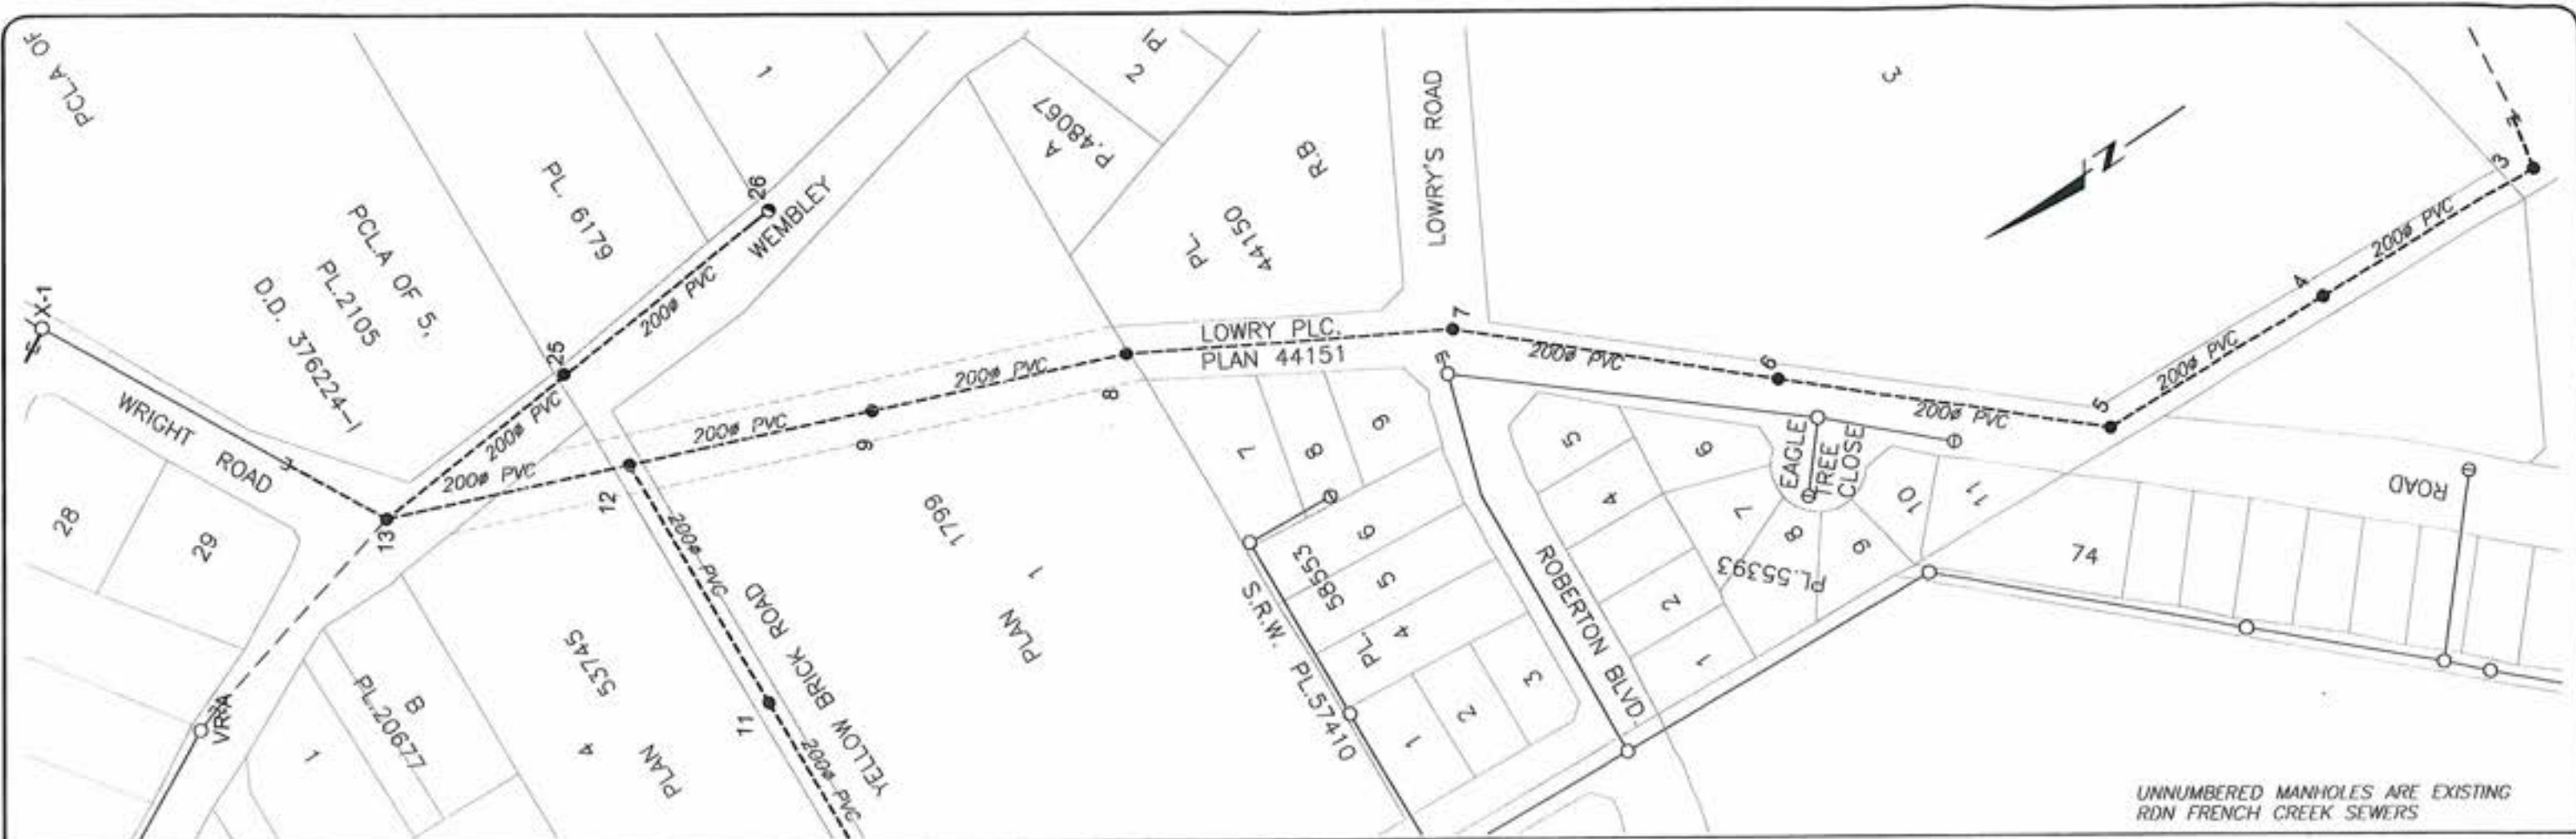 PCL.A OF
1
2
PL
A
P.48067
LOWRY'S ROAD
3
R.B
PL.
44150
N
PL. 6179
26
WEMBLEY
PCL.A OF 5,
PL.2105
D.D. 376224-I
X-1
200ø PVC
25
200ø PVC
200ø PVC
WRIGHT ROAD
28
29
13
12
200ø PVC
9
200ø PVC
8
LOWRY PLC.
PLAN 44151
7
200ø PVC
6
200ø PVC
5
200ø PVC
4
200ø PVC
3
200ø PVC
YELLOW BRICK ROAD
11
200ø PVC
VRA
1
B
PL.20677
4
53745
PLAN
1799
1
PLAN
7
8
9
6
5
4
3
2
1
PL.
58553
S.R.W. PL.57410
ROBERTON BLVD.
5
4
2
1
6
7
8
9
10
11
PL.55393
EAGLE
TREE
CLOSE
74
ROAD
UNNUMBERED MANHOLES ARE EXISTING
RDN FRENCH CREEK SEWERS